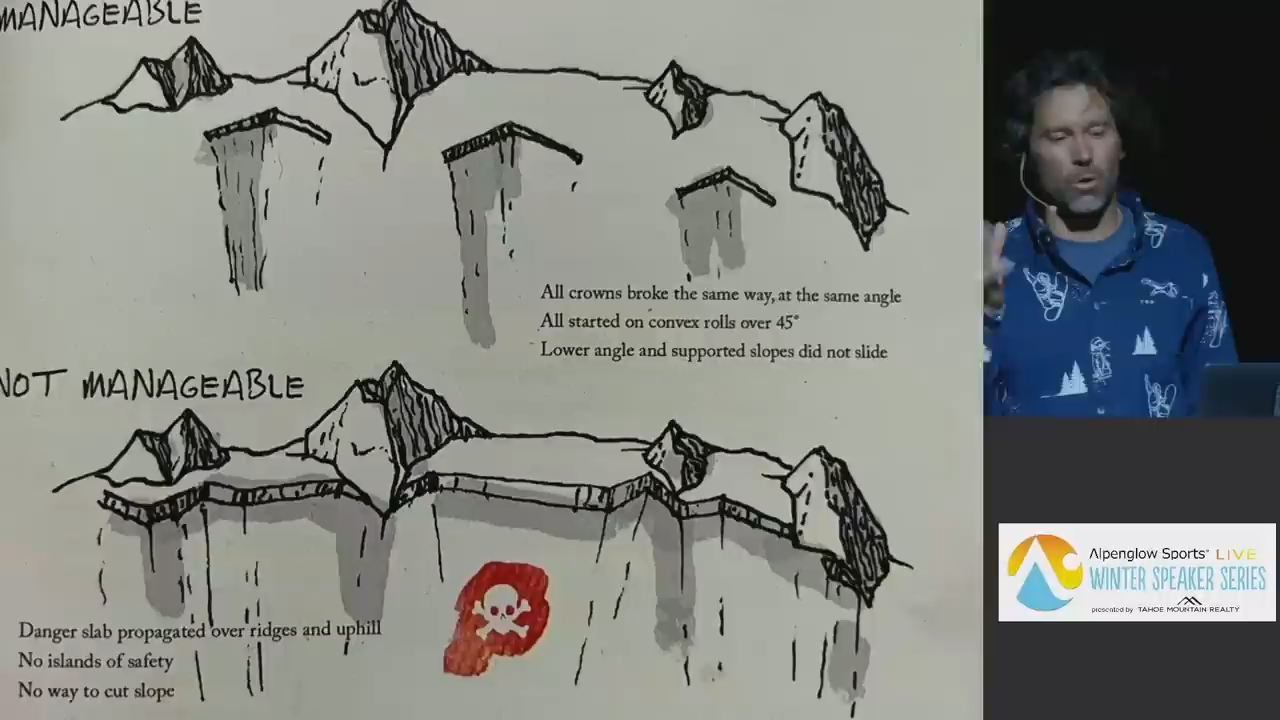 MANAGEABLE
All crowns broke the same way, at the same angle
All started on convex rolls over 45°
Lower angle and supported slopes did not slide
NOT MANAGEABLE
Danger slab propagated over ridges and uphill
No islands of safety
No way to cut slope
Alpenglow Sports LIVE
WINTER SPEAKER SERIES
presented by TAHOE MOUNTAIN REALTY